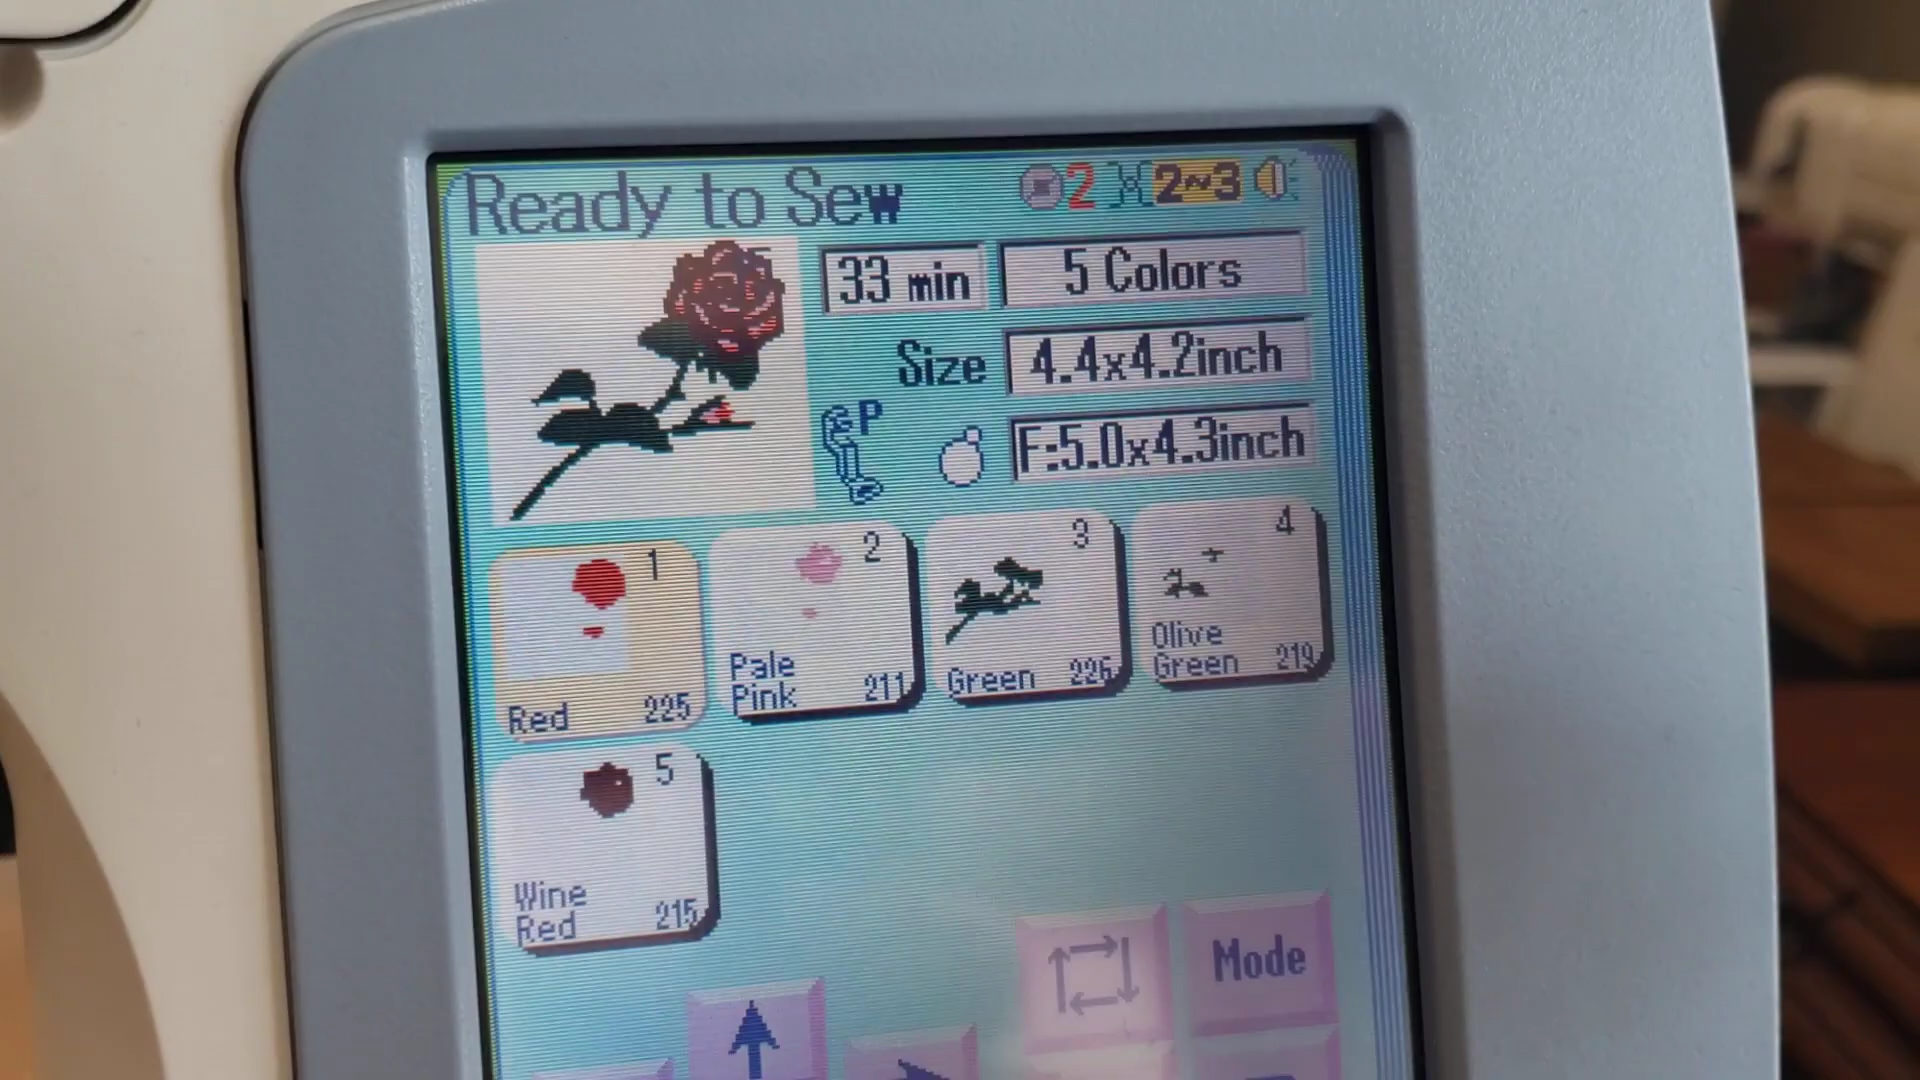 Ready to Sew 2 2~3
33 min 5 Colors
Size 4.4x4.2inch
P F:5.0x4.3inch
1
Red 225
2
Pale
Pink 211
3
Green 226
4
Olive
Green 219
5
Wine
Red 215
Mode